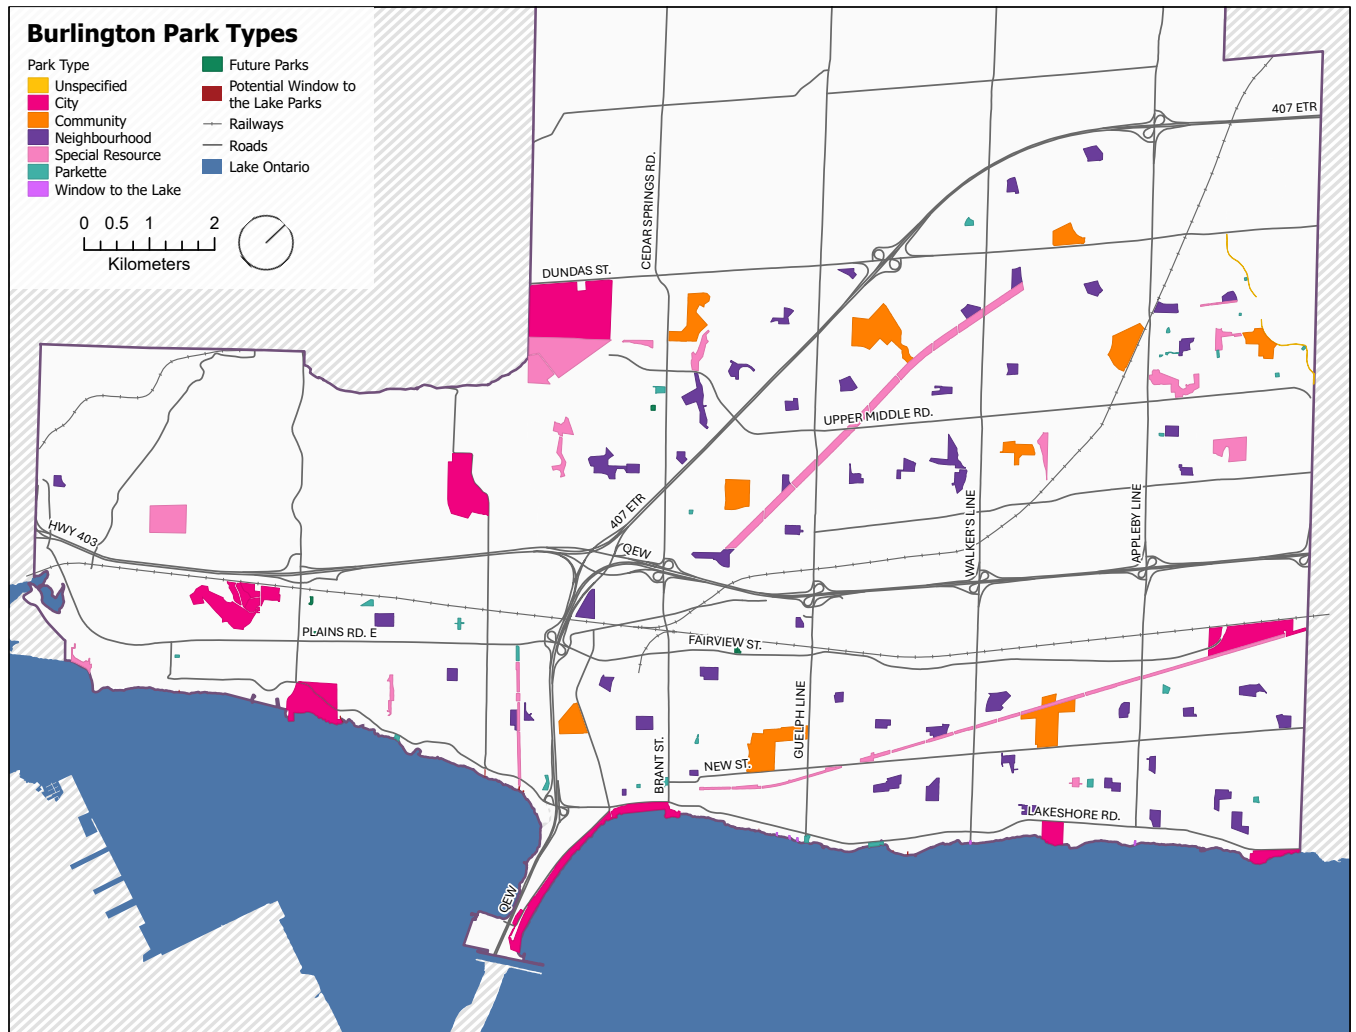 Burlington Park Types
Park Type
Unspecified
City
Community
Neighbourhood
Special Resource
Parkette
Window to the Lake
Future Parks
Potential Window to
the Lake Parks
Railways
Roads
Lake Ontario
0 0.5 1 2
Kilometers
407 ETR
CEDAR SPRINGS RD.
DUNDAS ST.
UPPER MIDDLE RD.
407 ETR
HWY 403
QEW
WALKER'S LINE
APPLEBY LINE
PLAINS RD. E
FAIRVIEW ST.
GUELPH LINE
BRANT ST.
NEW ST.
LAKESHORE RD.
QEW